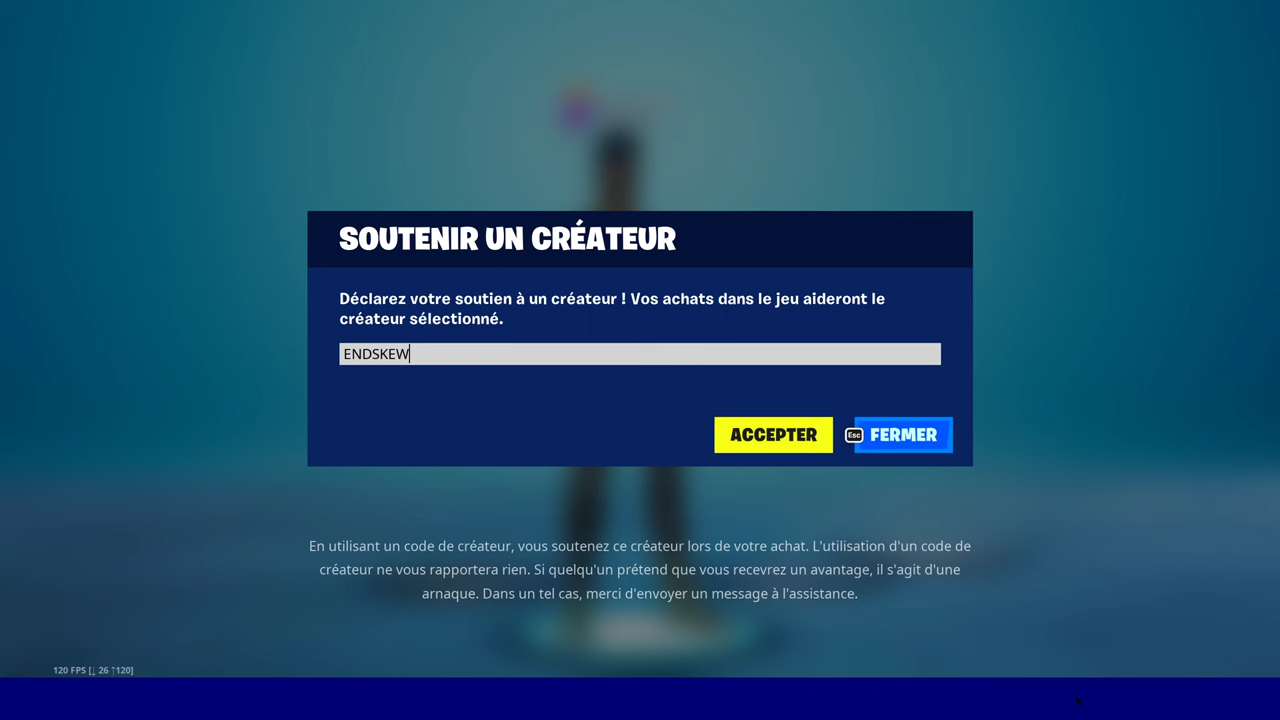 SOUTENIR UN CRÉATEUR
Déclarez votre soutien à un créateur ! Vos achats dans le jeu aideront le
créateur sélectionné.
ENDSKEW
ACCEPTER
Esc FERMER
En utilisant un code de créateur, vous soutenez ce créateur lors de votre achat. L'utilisation d'un code de
créateur ne vous rapportera rien. Si quelqu'un prétend que vous recevrez un avantage, il s'agit d'une
arnaque. Dans un tel cas, merci d'envoyer un message à l'assistance.
120 FPS [↓ 26 ↑120]